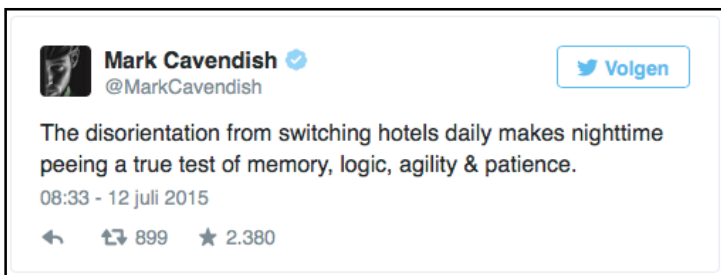 Mark Cavendish
@MarkCavendish
Volgen
The disorientation from switching hotels daily makes nighttime
peeing a true test of memory, logic, agility & patience.
08:33 - 12 juli 2015
899 2.380